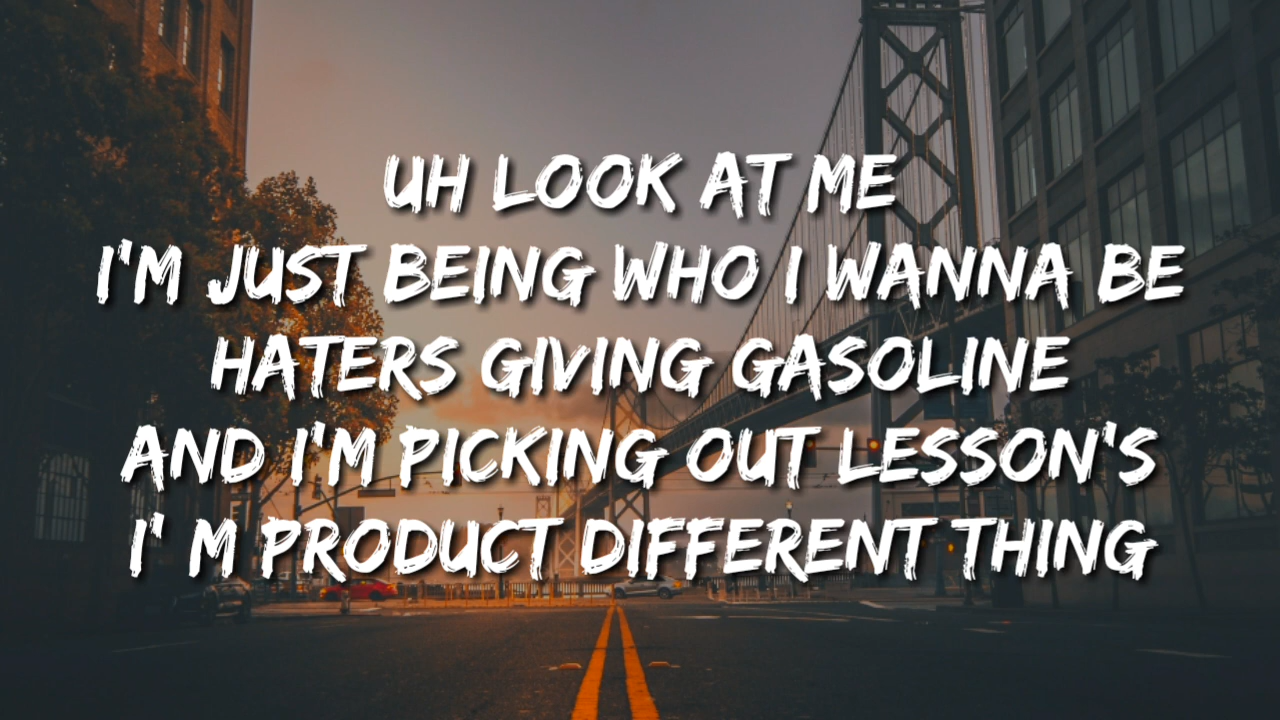 UH LOOK AT ME
I'M JUST BEING WHO I WANNA BE
HATERS GIVING GASOLINE
AND I'M PICKING OUT LESSON'S
I' M PRODUCT DIFFERENT THING